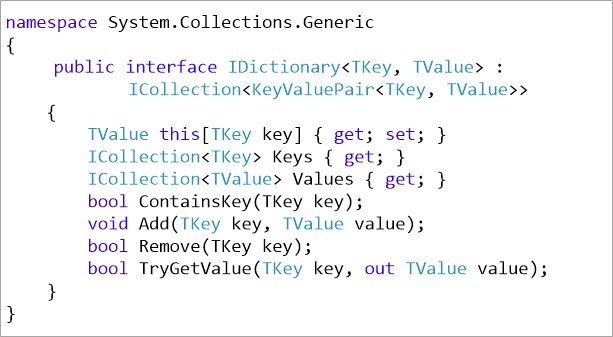 namespace System.Collections.Generic
{
public interface IDictionary<TKey, TValue> :
ICollection<KeyValuePair<TKey, TValue>>
{
TValue this[TKey key] { get; set; }
ICollection<TKey> Keys { get; }
ICollection<TValue> Values { get; }
bool ContainsKey(TKey key);
void Add(TKey key, TValue value);
bool Remove(TKey key);
bool TryGetValue(TKey key, out TValue value);
}
}